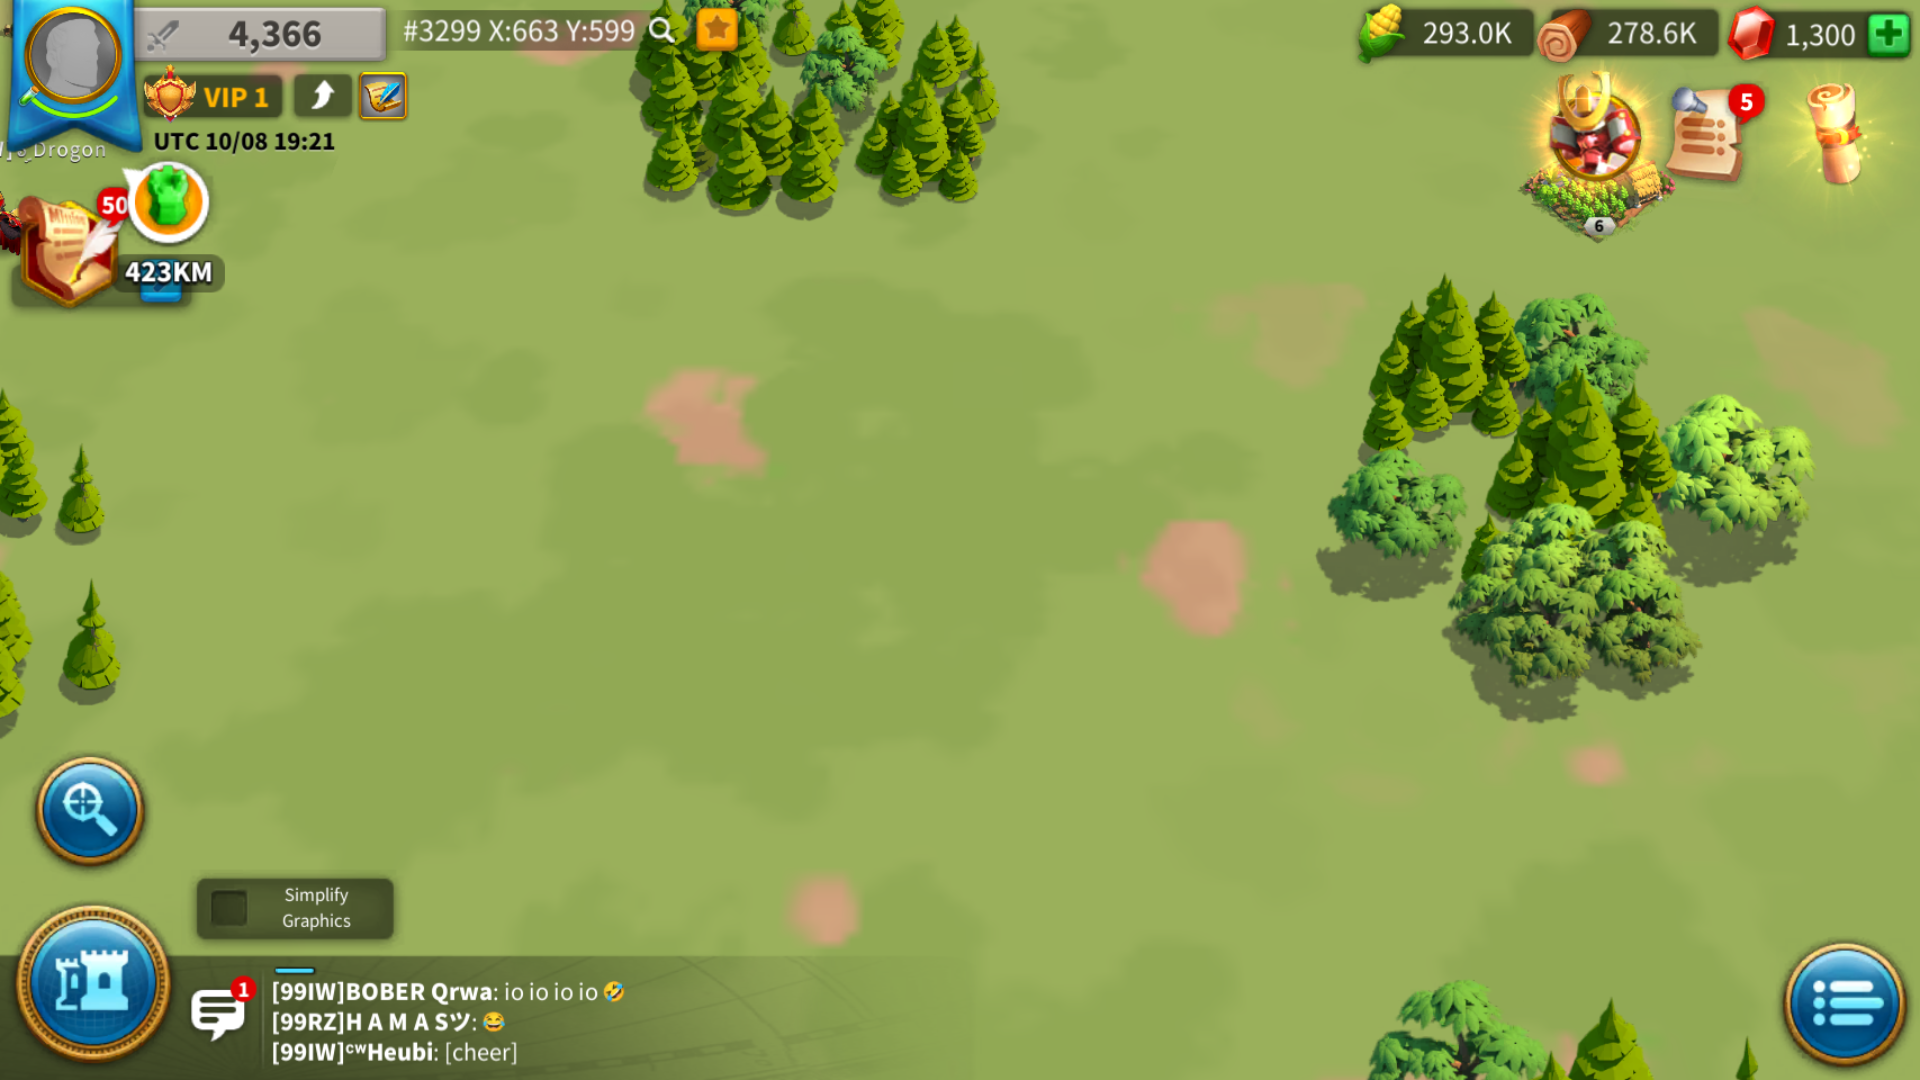 4,366
#3299 X:663 Y:599
293.0K
278.6K
1,300
VIP 1
UTC 10/08 19:21
Drogon
5
6
Mission
50
423KM
Simplify
Graphics
1
[99IW]BOBER Qrwa: io io io io 🤣
[99RZ]H A M A Sツ: 😂
[99IW]ᶜʷHeubi: [cheer]